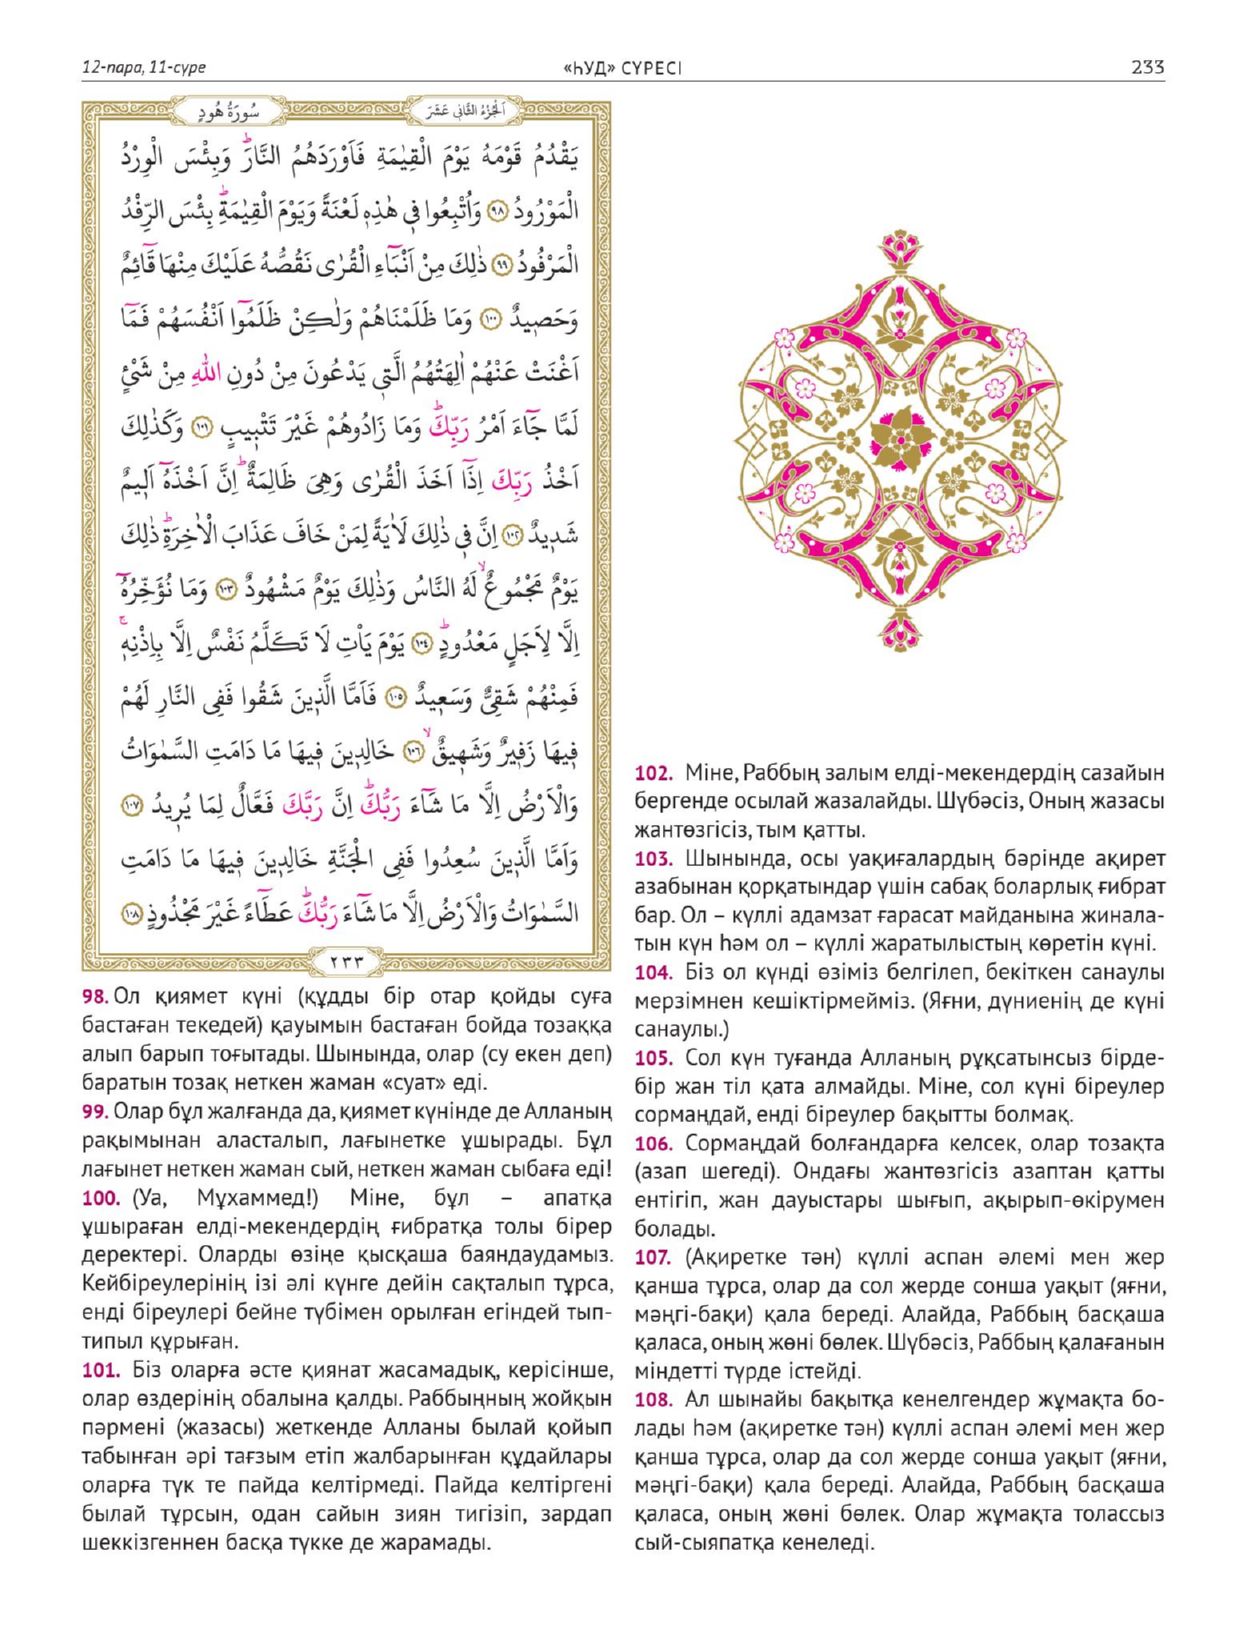 12-пара, 11-сүре
«ҺУД» СҮРЕСІ
233
سُورَةُ هُودٍ
اَلْجُزْءُ الثَّانِي عَشَرَ
يَقْدُمُ قَوْمَهُ يَوْمَ الْقِيٰمَةِ فَاَوْرَدَهُمُ النَّارَۜ وَبِئْسَ الْوِرْدُ
الْمَوْرُودُ ﴿٩٨﴾ وَاُتْبِعُوا ف۪ي هٰذِه۪ لَعْنَةً وَيَوْمَ الْقِيٰمَةِۜ بِئْسَ الرِّفْدُ
الْمَرْفُودُ ﴿٩٩﴾ ذٰلِكَ مِنْ اَنْبَٓاءِ الْقُرٰى نَقُصُّهُ عَلَيْكَ مِنْهَا قَٓائِمٌ
وَحَص۪يدٌ ﴿١٠٠﴾ وَمَا ظَلَمْنَاهُمْ وَلٰكِنْ ظَلَمُٓوا اَنْفُسَهُمْ فَمَٓا
اَغْنَتْ عَنْهُمْ اٰلِهَتُهُمُ الَّت۪ي يَدْعُونَ مِنْ دُونِ اللّٰهِ مِنْ شَيْءٍ
لَمَّا جَٓاءَ اَمْرُ رَبِّكَۜ وَمَا زَادُوهُمْ غَيْرَ تَتْب۪يبٍ ﴿١٠١﴾ وَكَذٰلِكَ
اَخْذُ رَبِّكَ اِذَٓا اَخَذَ الْقُرٰى وَهِيَ ظَالِمَةٌۜ اِنَّ اَخْذَهُٓ اَل۪يمٌ
شَد۪يدٌ ﴿١٠٢﴾ اِنَّ ف۪ي ذٰلِكَ لَاٰيَةً لِمَنْ خَافَ عَذَابَ الْاٰخِرَةِۜ ذٰلِكَ
يَوْمٌ مَجْمُوعٌۙ لَهُ النَّاسُ وَذٰلِكَ يَوْمٌ مَشْهُودٌ ﴿١٠٣﴾ وَمَا نُؤَخِّرُهُٓ
اِلَّا لِاَجَلٍ مَعْدُودٍۜ ﴿١٠٤﴾ يَوْمَ يَاْتِ لَا تَكَلَّمُ نَفْسٌ اِلَّا بِاِذْنِه۪ۚ
فَمِنْهُمْ شَقِيٌّ وَسَع۪يدٌ ﴿١٠٥﴾ فَاَمَّا الَّذ۪ينَ شَقُوا فَفِي النَّارِ لَهُمْ
ف۪يهَا زَف۪يرٌ وَشَه۪يقٌۙ ﴿١٠٦﴾ خَالِد۪ينَ ف۪يهَا مَا دَامَتِ السَّمٰوَاتُ
وَالْاَرْضُ اِلَّا مَا شَٓاءَ رَبُّكَۜ اِنَّ رَبَّكَ فَعَّالٌ لِمَا يُر۪يدُ ﴿١٠٧﴾
وَاَمَّا الَّذ۪ينَ سُعِدُوا فَفِي الْجَنَّةِ خَالِد۪ينَ ف۪يهَا مَا دَامَتِ
السَّمٰوَاتُ وَالْاَرْضُ اِلَّا مَا شَٓاءَ رَبُّكَۜ عَطَٓاءً غَيْرَ مَجْذُوذٍ ﴿١٠٨﴾
٢٣٣
98. Ол қиямет күні (құдды бір отар қойды суға
бастаған текедей) қауымын бастаған бойда тозаққа
алып барып тоғытады. Шынында, олар (су екен деп)
баратын тозақ неткен жаман «суат» еді.
99. Олар бұл жалғанда да, қиямет күнінде де Алланың
рақымынан аласталып, лағынетке ұшырады. Бұл
лағынет неткен жаман сый, неткен жаман сыбаға еді!
100. (Уа, Мұхаммед!) Міне, бұл – апатқа
ұшыраған елді-мекендердің ғибратқа толы бірер
деректері. Оларды өзіңе қысқаша баяндаудамыз.
Кейбіреулерінің ізі әлі күнге дейін сақталып тұрса,
енді біреулері бейне түбімен орылған егіндей тып-
типыл құрыған.
101. Біз оларға әсте қиянат жасамадық, керісінше,
олар өздерінің обалына қалды. Раббыңның жойқын
пәрмені (жазасы) жеткенде Алланы былай қойып
табынған әрі тағзым етіп жалбарынған құдайлары
оларға түк те пайда келтірмеді. Пайда келтіргені
былай тұрсын, одан сайын зиян тигізіп, зардап
шеккізгеннен басқа түкке де жарамады.
102. Міне, Раббың залым елді-мекендердің сазайын
бергенде осылай жазалайды. Шүбәсіз, Оның жазасы
жантөзгісіз, тым қатты.
103. Шынында, осы уақиғалардың бәрінде ақирет
азабынан қорқатындар үшін сабақ боларлық ғибрат
бар. Ол – күллі адамзат ғарасат майданына жинала-
тын күн һәм ол – күллі жаратылыстың көретін күні.
104. Біз ол күнді өзіміз белгілеп, бекіткен санаулы
мерзімнен кешіктірмейміз. (Яғни, дүниенің де күні
санаулы.)
105. Сол күн туғанда Алланың рұқсатынсыз бірде-
бір жан тіл қата алмайды. Міне, сол күні біреулер
сормаңдай, енді біреулер бақытты болмақ.
106. Сормаңдай болғандарға келсек, олар тозақта
(азап шегеді). Ондағы жантөзгісіз азаптан қатты
ентігіп, жан дауыстары шығып, ақырып-өкірумен
болады.
107. (Ақиретке тән) күллі аспан әлемі мен жер
қанша тұрса, олар да сол жерде сонша уақыт (яғни,
мәңгі-бақи) қала береді. Алайда, Раббың басқаша
қаласа, оның жөні бөлек. Шүбәсіз, Раббың қалағанын
міндетті түрде істейді.
108. Ал шынайы бақытқа кенелгендер жұмақта бо-
лады һәм (ақиретке тән) күллі аспан әлемі мен жер
қанша тұрса, олар да сол жерде сонша уақыт (яғни,
мәңгі-бақи) қала береді. Алайда, Раббың басқаша
қаласа, оның жөні бөлек. Олар жұмақта толассыз
сый-сыяпатқа кенеледі.